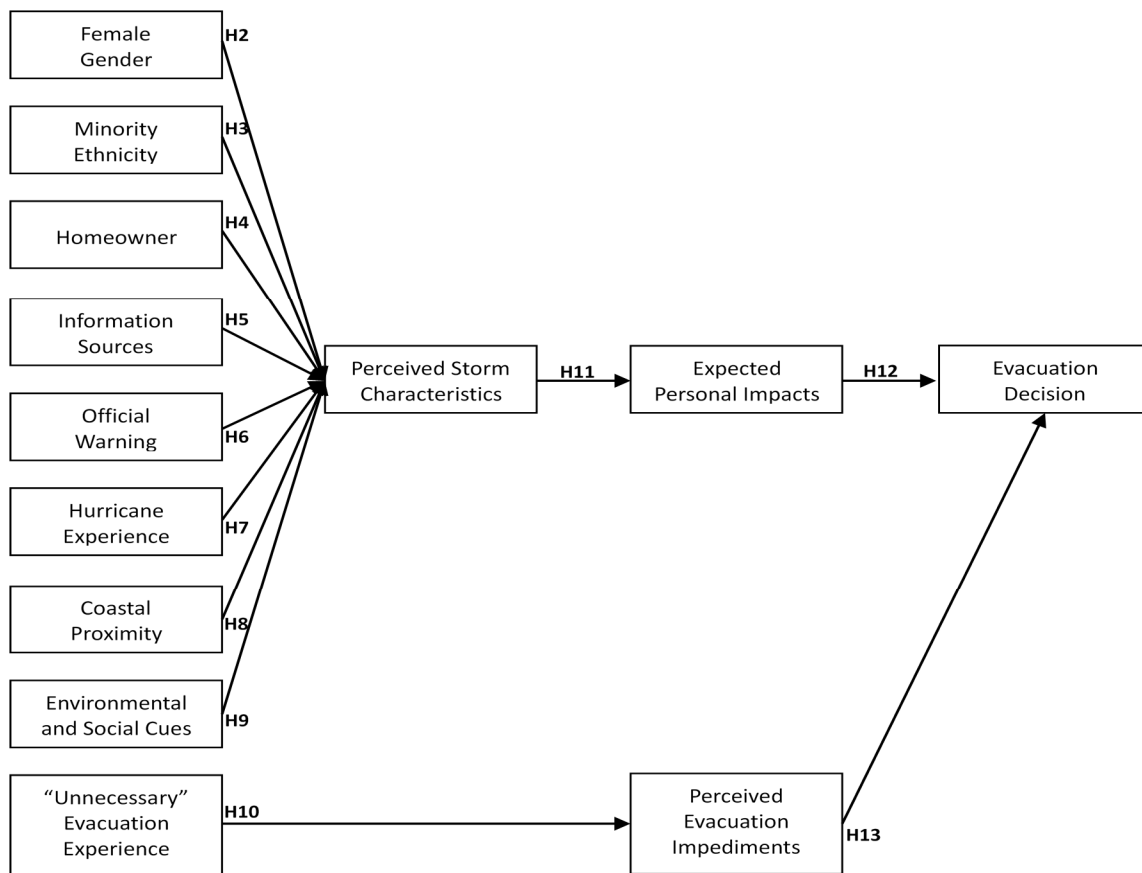 Female
Gender
H2
Minority
Ethnicity
H3
Homeowner
H4
Information
Sources
H5
Official
Warning
H6
Hurricane
Experience
H7
Coastal
Proximity
H8
Environmental
and Social Cues
H9
“Unnecessary”
Evacuation
Experience
H10
Perceived Storm
Characteristics
H11
Expected
Personal Impacts
H12
Evacuation
Decision
Perceived
Evacuation
Impediments
H13